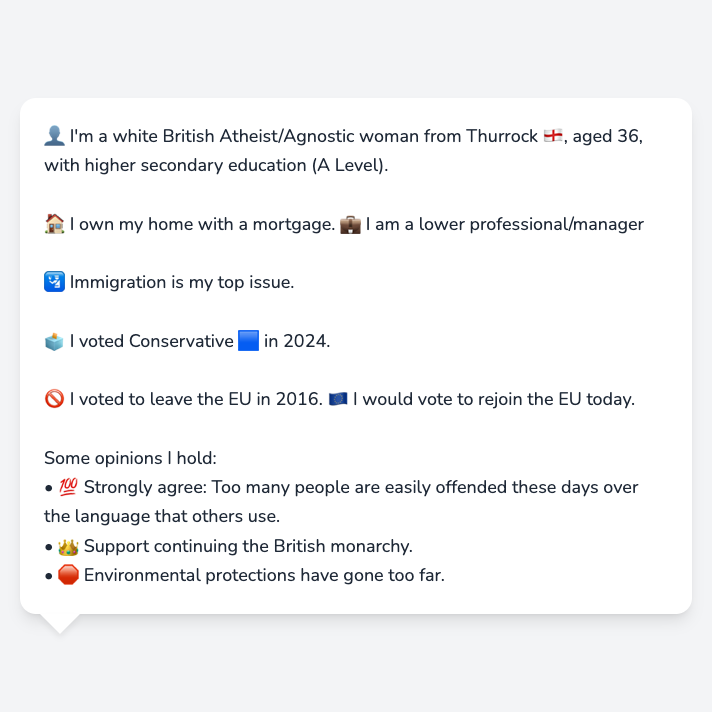 👤 I'm a white British Atheist/Agnostic woman from Thurrock 🏴󠁧󠁢󠁥󠁮󠁧󠁿, aged 36,
with higher secondary education (A Level).
🏠 I own my home with a mortgage. 💼 I am a lower professional/manager
🛂 Immigration is my top issue.
🗳️ I voted Conservative 🟦 in 2024.
🚫 I voted to leave the EU in 2016. 🇪🇺 I would vote to rejoin the EU today.
Some opinions I hold:
• 💯 Strongly agree: Too many people are easily offended these days over
the language that others use.
• 👑 Support continuing the British monarchy.
• 🛑 Environmental protections have gone too far.